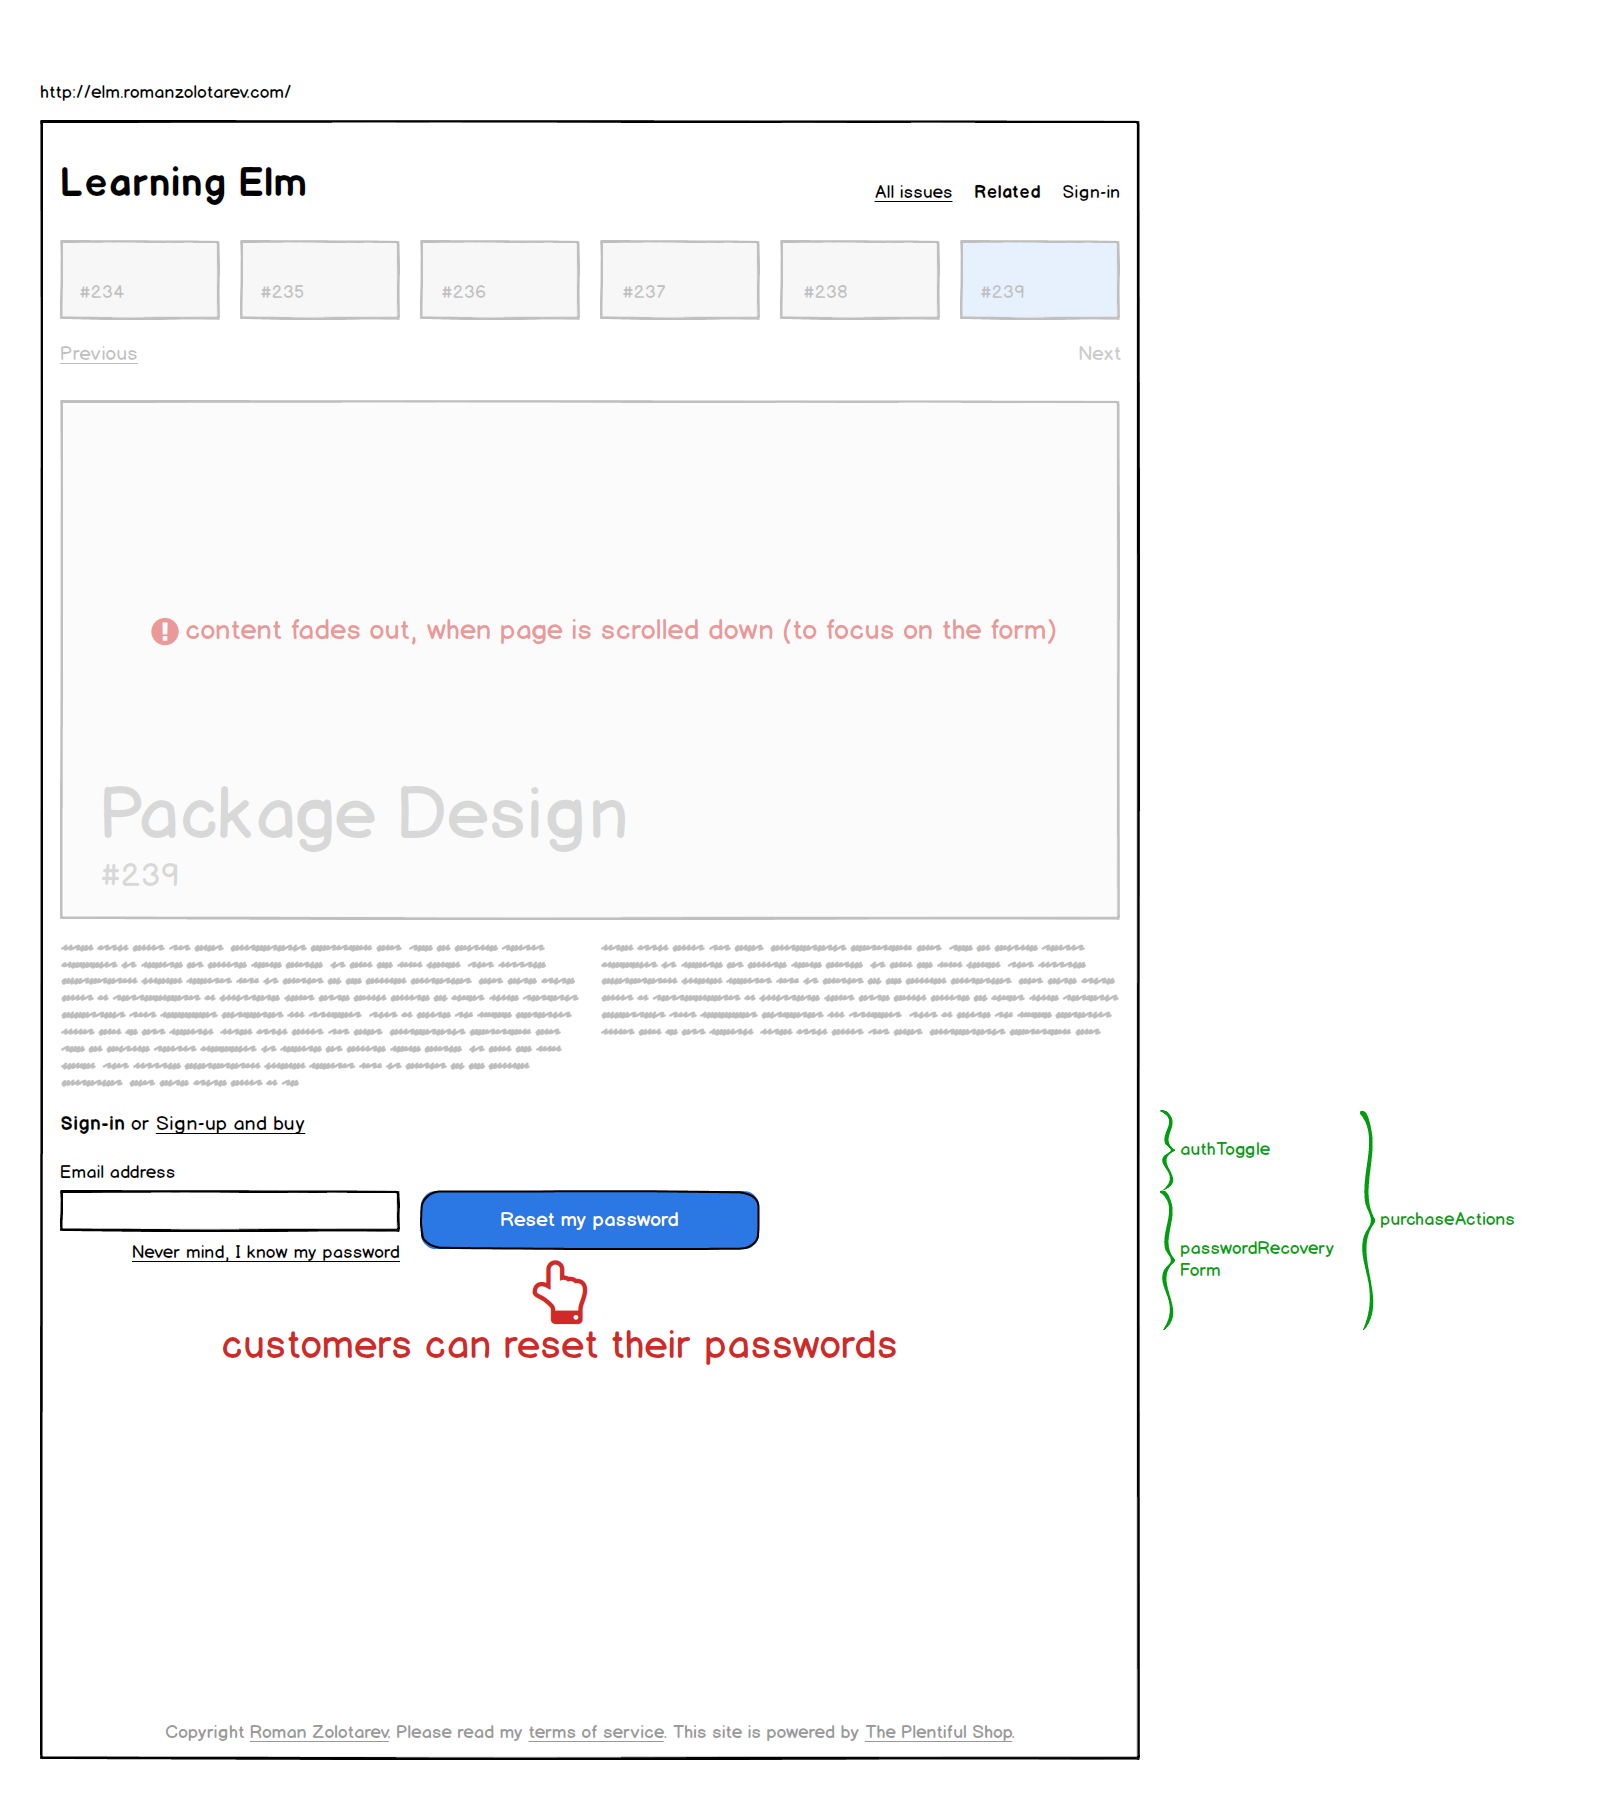 http://elm.romanzolotarev.com/
Learning Elm
All issues Related Sign-in
#234 #235 #236 #237 #238 #239
Previous Next
! content fades out, when page is scrolled down (to focus on the form)
Package Design
#239
Sign-in or Sign-up and buy
Email address
Reset my password
Never mind, I know my password
customers can reset their passwords
authToggle
passwordRecovery
Form
purchaseActions
Copyright Roman Zolotarev. Please read my terms of service. This site is powered by The Plentiful Shop.